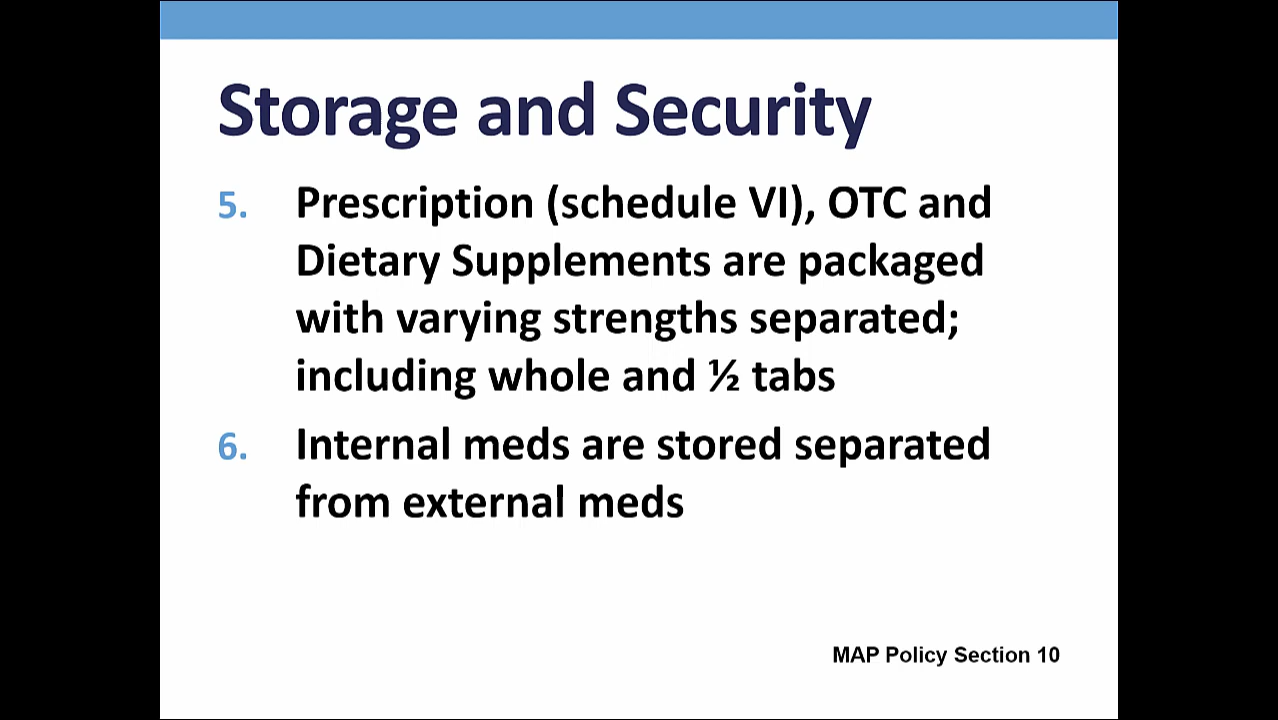 Storage and Security
5. Prescription (schedule VI), OTC and
Dietary Supplements are packaged
with varying strengths separated;
including whole and ½ tabs
6. Internal meds are stored separated
from external meds
MAP Policy Section 10